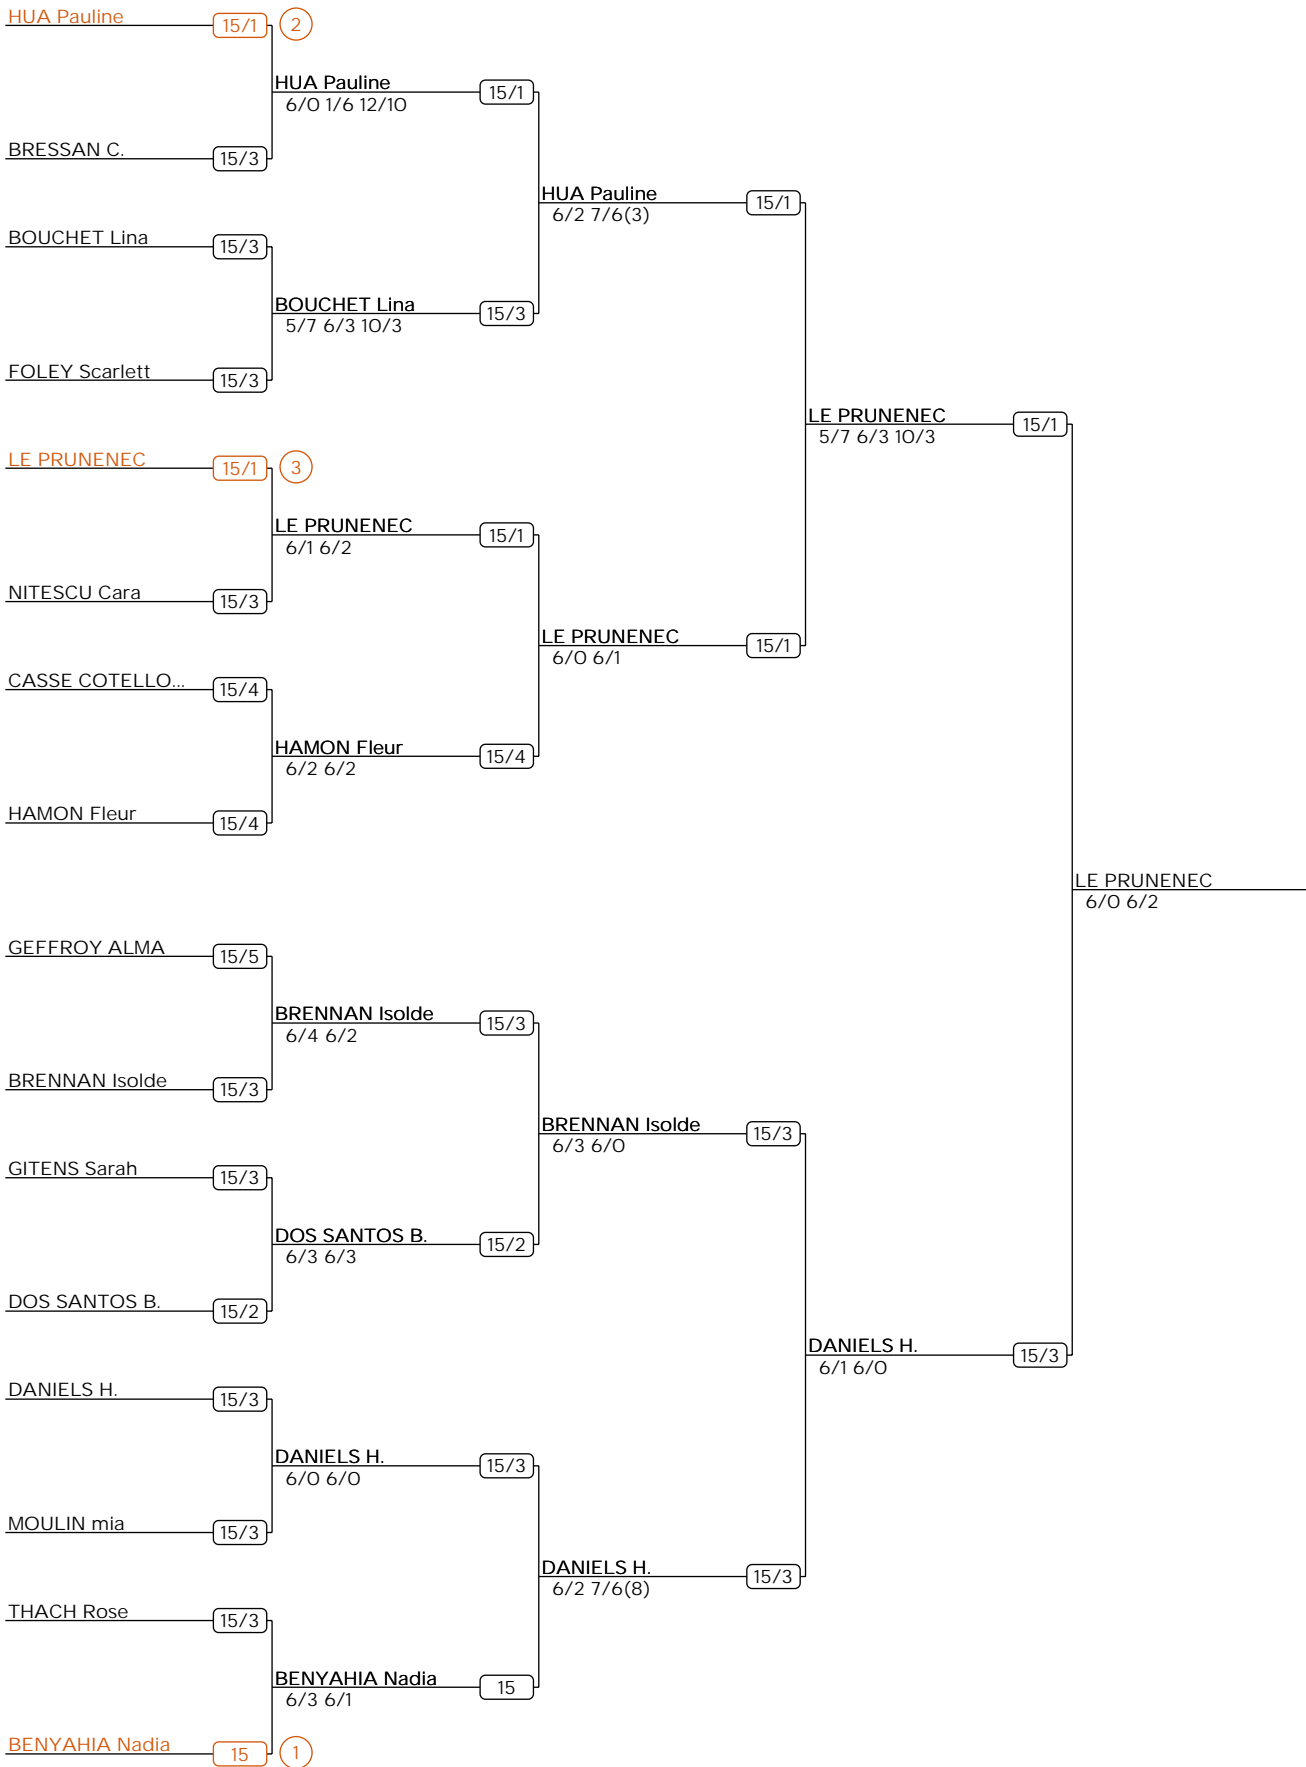 HUA Pauline 15/1 2
HUA Pauline 15/1
6/0 1/6 12/10
BRESSAN C. 15/3
HUA Pauline 15/1
6/2 7/6(3)
BOUCHET Lina 15/3
BOUCHET Lina 15/3
5/7 6/3 10/3
FOLEY Scarlett 15/3
LE PRUNENEC 15/1
5/7 6/3 10/3
LE PRUNENEC 15/1 3
LE PRUNENEC 15/1
6/1 6/2
NITESCU Cara 15/3
LE PRUNENEC 15/1
6/0 6/1
CASSE COTELLO... 15/4
HAMON Fleur 15/4
6/2 6/2
HAMON Fleur 15/4
LE PRUNENEC
6/0 6/2
GEFFROY ALMA 15/5
BRENNAN Isolde 15/3
6/4 6/2
BRENNAN Isolde 15/3
BRENNAN Isolde 15/3
6/3 6/0
GITENS Sarah 15/3
DOS SANTOS B. 15/2
6/3 6/3
DOS SANTOS B. 15/2
DANIELS H. 15/3
6/1 6/0
DANIELS H. 15/3
DANIELS H. 15/3
6/0 6/0
MOULIN mia 15/3
DANIELS H. 15/3
6/2 7/6(8)
THACH Rose 15/3
BENYAHIA Nadia 15
6/3 6/1
BENYAHIA Nadia 15 1